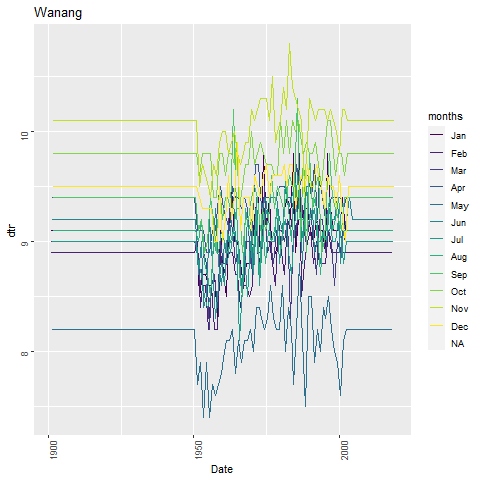 Wanang
dtr
10
9
8
1900
1950
2000
Date
months
Jan
Feb
Mar
Apr
May
Jun
Jul
Aug
Sep
Oct
Nov
Dec
NA